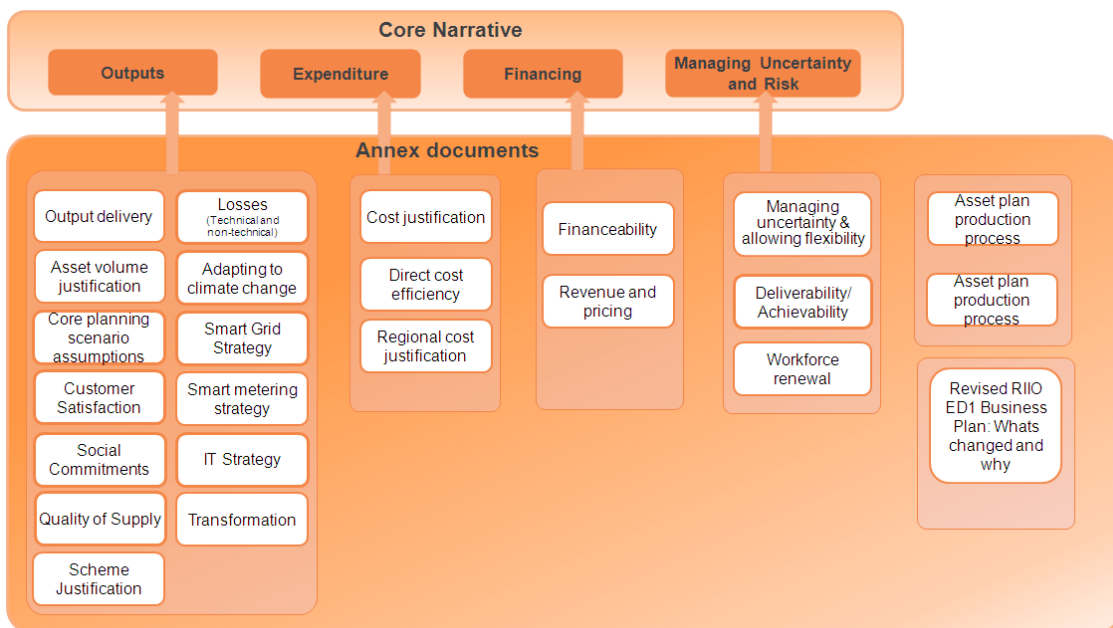 Core Narrative
Outputs
Expenditure
Financing
Managing Uncertainty
and Risk
Annex documents
Output delivery
Asset volume
justification
Core planning
scenario
assumptions
Customer
Satisfaction
Social
Commitments
Quality of Supply
Scheme
Justification
Losses
(Technical and
non-technical)
Adapting to
climate change
Smart Grid
Strategy
Smart metering
strategy
IT Strategy
Transformation
Cost justification
Direct cost
efficiency
Regional cost
justification
Financeability
Revenue and
pricing
Managing
uncertainty &
allowing flexibility
Deliverability/
Achievability
Workforce
renewal
Asset plan
production
process
Asset plan
production
process
Revised RIIO
ED1 Business
Plan: Whats
changed and
why